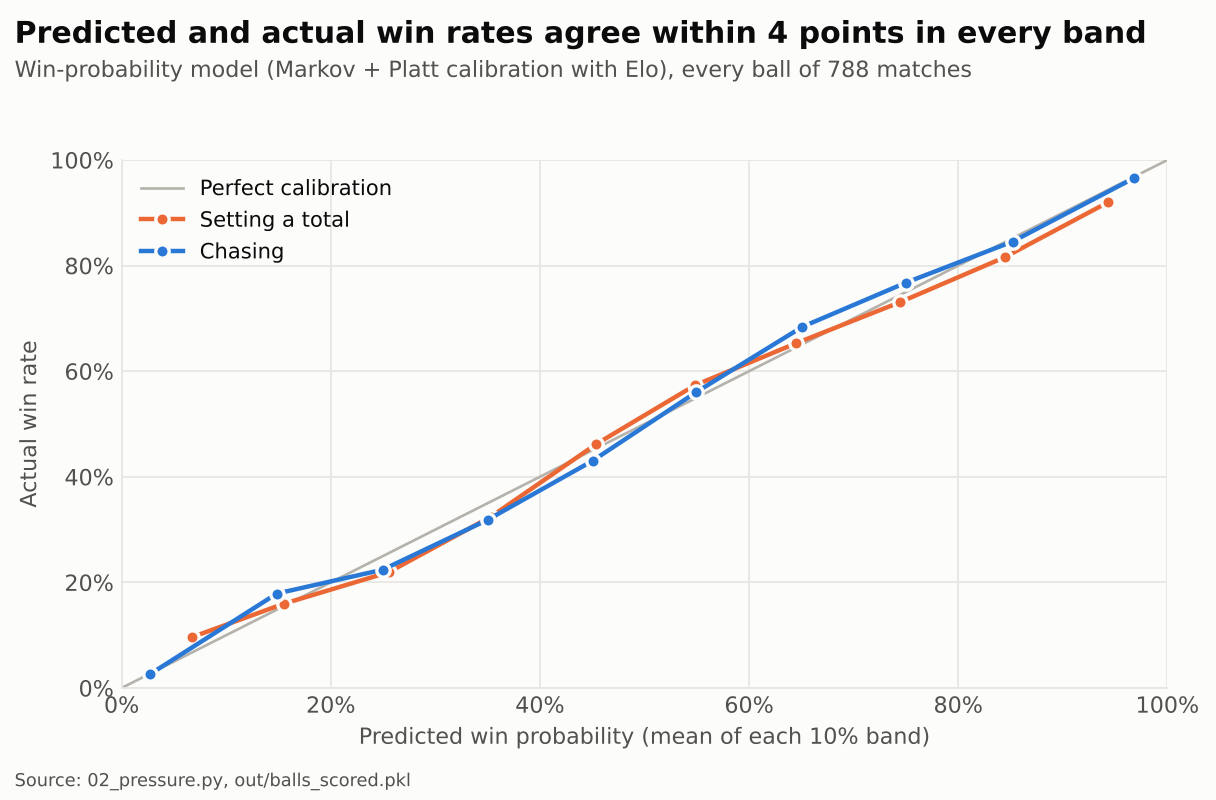 Predicted and actual win rates agree within 4 points in every band
Win-probability model (Markov + Platt calibration with Elo), every ball of 788 matches
100%
80%
60%
40%
20%
0%
Actual win rate
Perfect calibration
Setting a total
Chasing
0%
20%
40%
60%
80%
100%
Predicted win probability (mean of each 10% band)
Source: 02_pressure.py, out/balls_scored.pkl